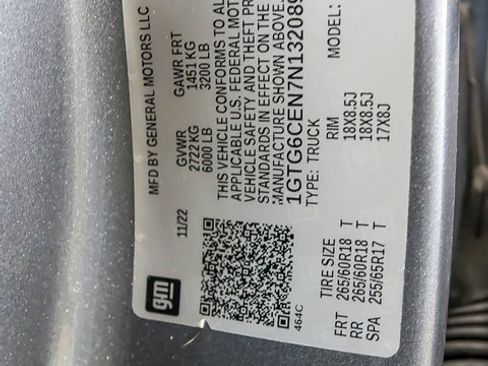 gm
11/22
MFD BY GENERAL MOTORS LLC
GVWR
2722 KG
6000 LB
GAWR FRT
1451 KG
3200 LB
THIS VEHICLE CONFORMS TO AL
APPLICABLE U.S. FEDERAL MOT
VEHICLE SAFETY AND THEFT PR
STANDARDS IN EFFECT ON THE
MANUFACTURE SHOWN ABOVE.
1GTG6CEN7N132089
TYPE: TRUCK
MODEL:
464C
TIRE SIZE RIM
FRT 265/60R18 T 18X8.5J
RR 265/60R18 T 18X8.5J
SPA 255/65R17 T 17X8J